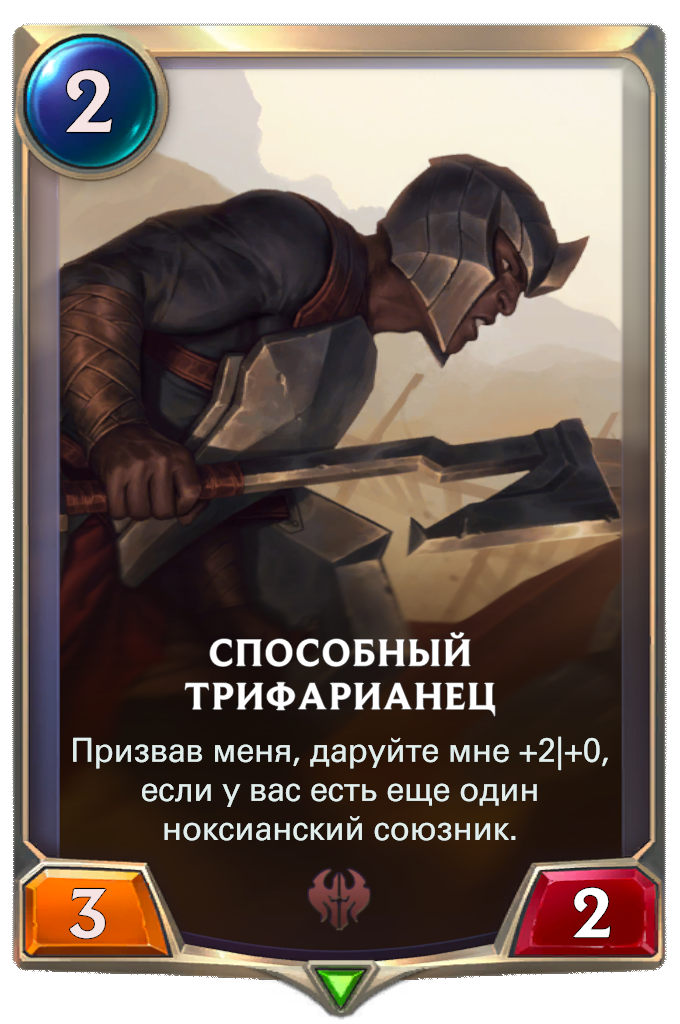 2
СПОСОБНЫЙ
ТРИФАРИАНЕЦ
Призвав меня, даруйте мне +2|+0,
если у вас есть еще один
ноксианский союзник.
3
2